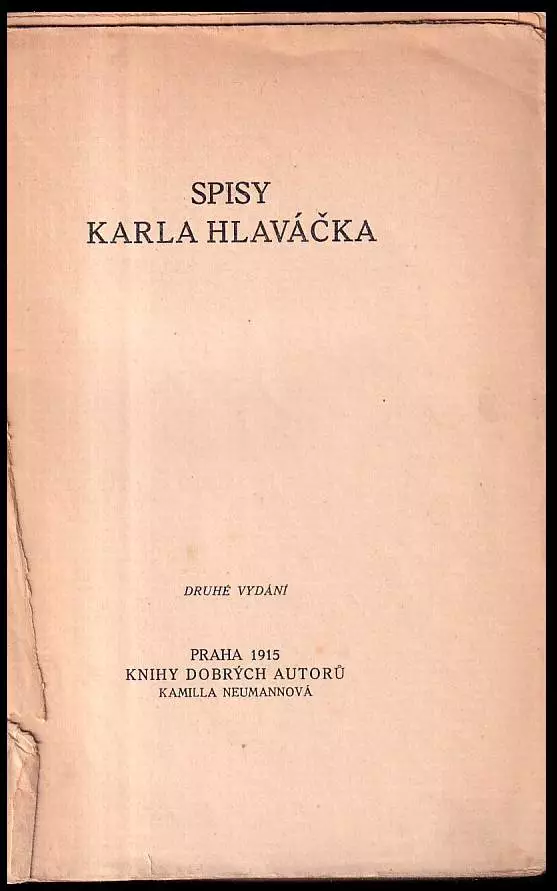 SPISY
KARLA HLAVÁČKA
DRUHÉ VYDÁNÍ
PRAHA 1915
KNIHY DOBRÝCH AUTORŮ
KAMILLA NEUMANNOVÁ